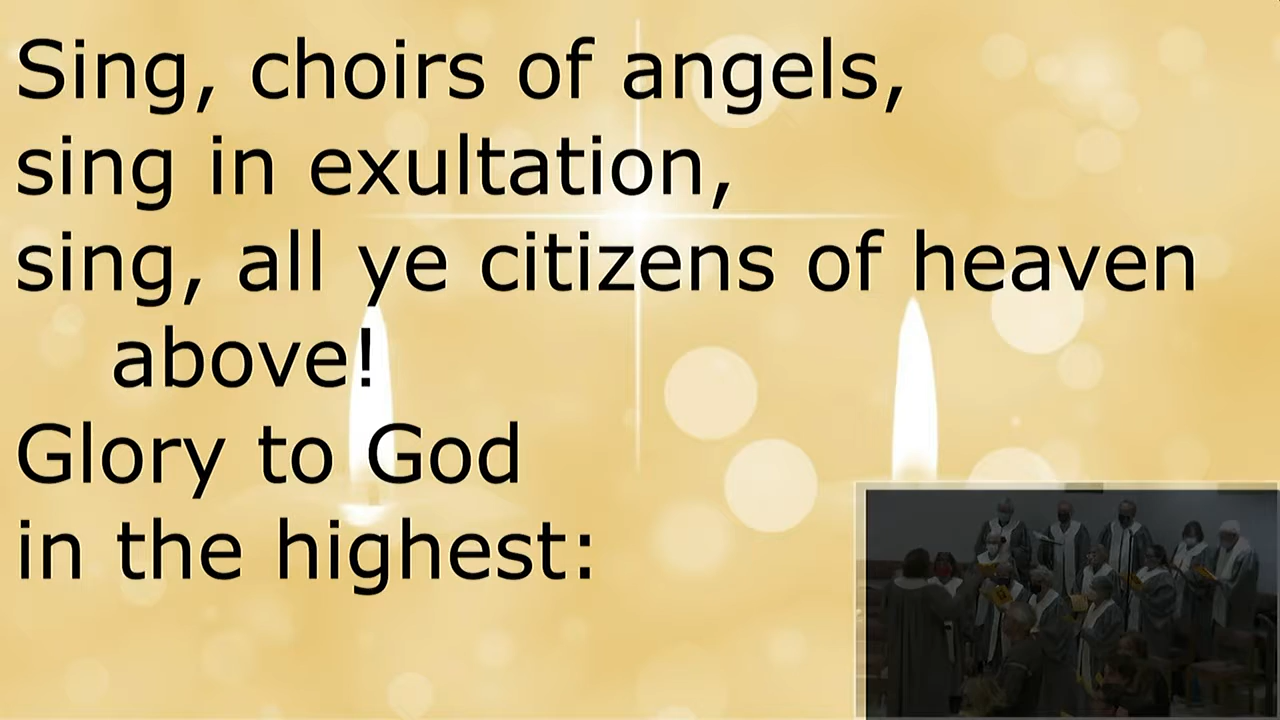 Sing, choirs of angels,
sing in exultation,
sing, all ye citizens of heaven
above!
Glory to God
in the highest: